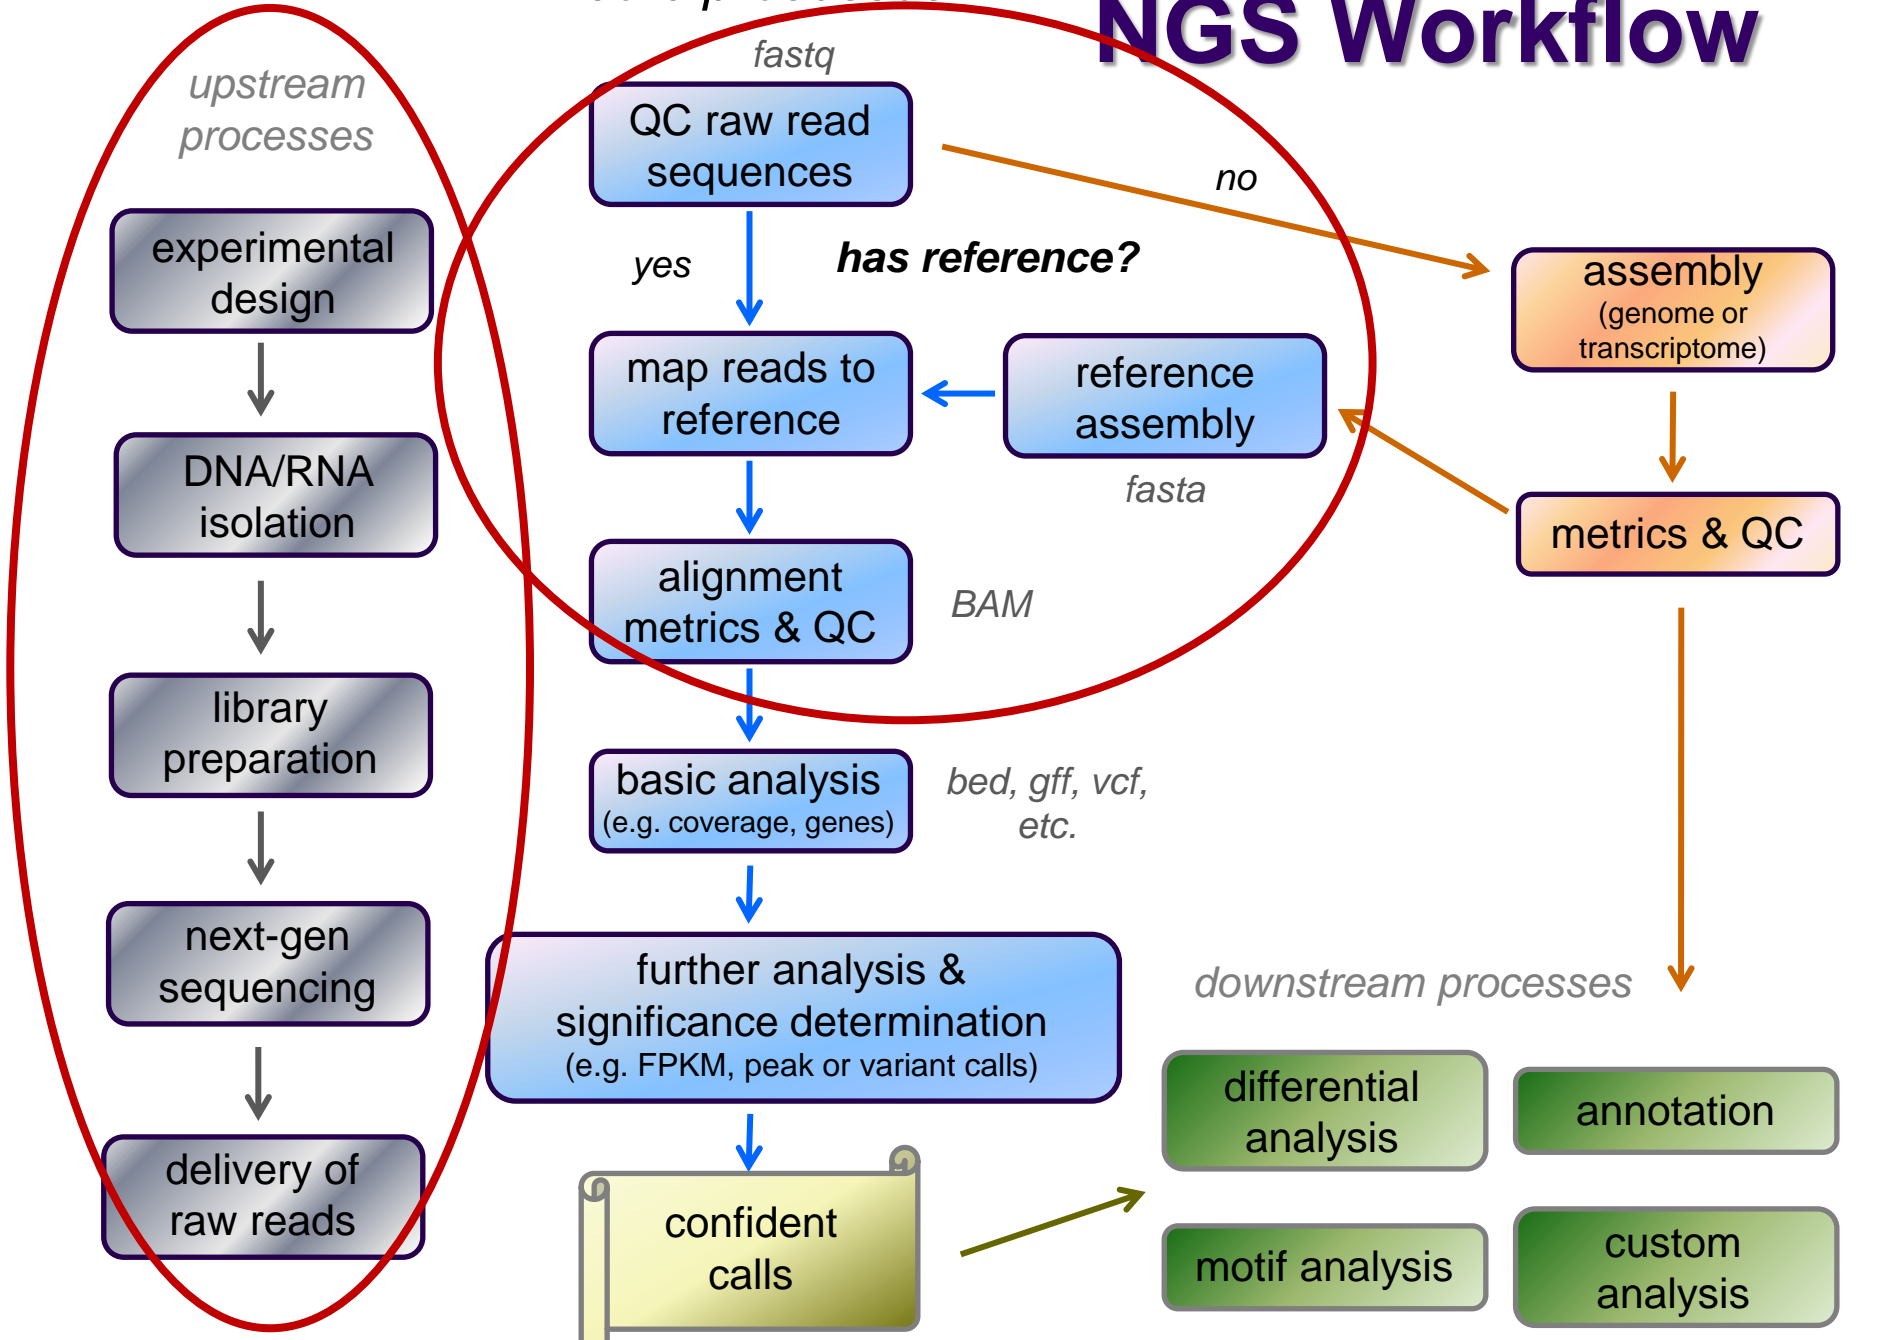 NGS Workflow
upstream
processes
experimental
design
DNA/RNA
isolation
library
preparation
next-gen
sequencing
delivery of
raw reads
fastq
QC raw read
sequences
no
yes
has reference?
map reads to
reference
reference
assembly
fasta
alignment
metrics & QC
BAM
basic analysis
(e.g. coverage, genes)
bed, gff, vcf,
etc.
further analysis &
significance determination
(e.g. FPKM, peak or variant calls)
confident
calls
assembly
(genome or
transcriptome)
metrics & QC
downstream processes
differential
analysis
annotation
motif analysis
custom
analysis